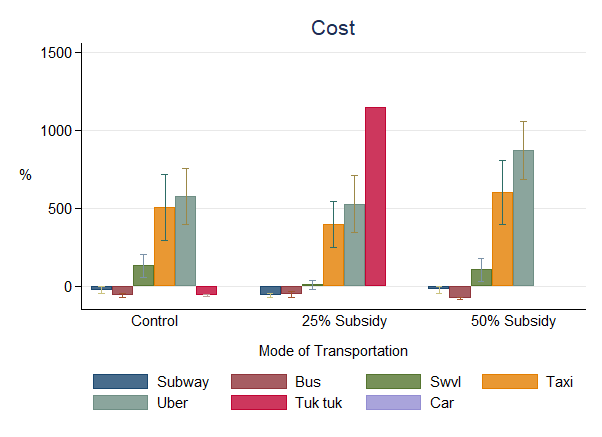 Cost
1500
1000
%
500
0
Control 25% Subsidy 50% Subsidy
Mode of Transportation
Subway Bus Swvl Taxi
Uber Tuk tuk Car